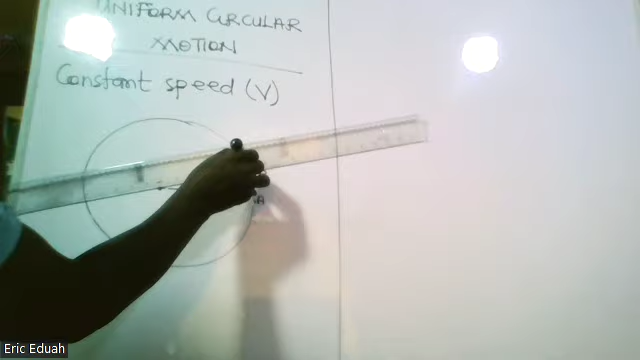 UNIFORM CIRCULAR
MOTION
Constant speed (V)
A
Eric Eduah